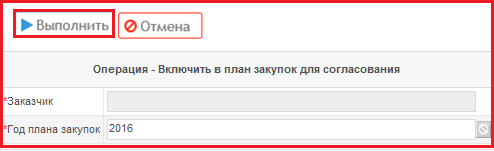 Выполнить Отмена
Операция - Включить в план закупок для согласования
*Заказчик
*Год плана закупок 2016